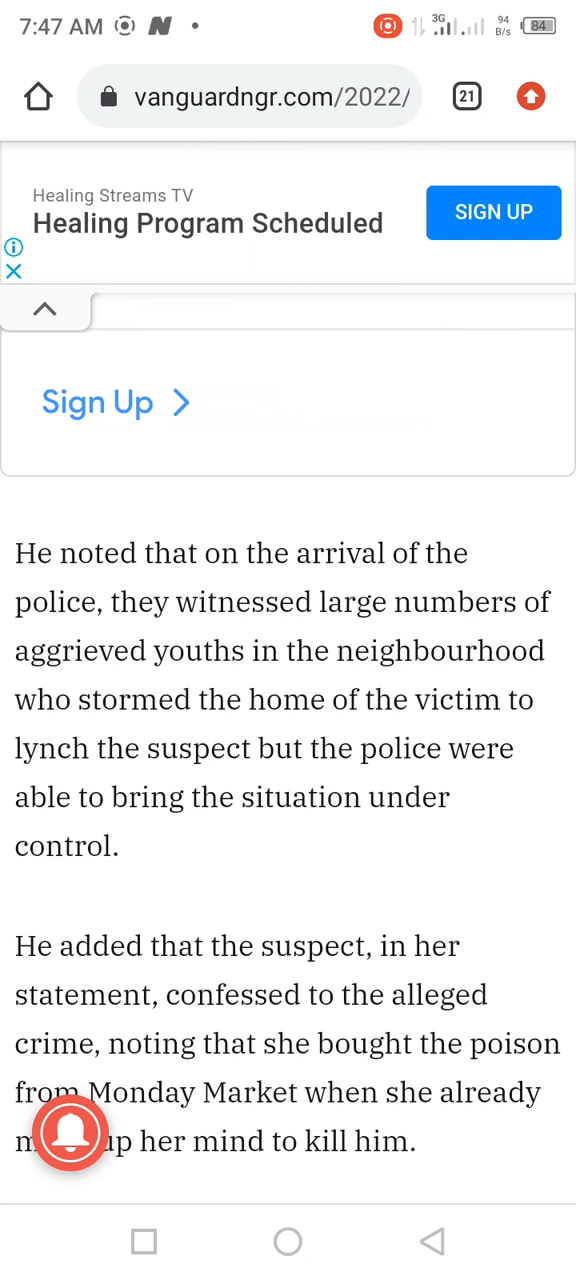 7:47 AM
3G
94
B/s
84
vanguardngr.com/2022/
21
Healing Streams TV
Healing Program Scheduled
SIGN UP
Sign Up
He noted that on the arrival of the
police, they witnessed large numbers of
aggrieved youths in the neighbourhood
who stormed the home of the victim to
lynch the suspect but the police were
able to bring the situation under
control.
He added that the suspect, in her
statement, confessed to the alleged
crime, noting that she bought the poison
from Monday Market when she already
up her mind to kill him.